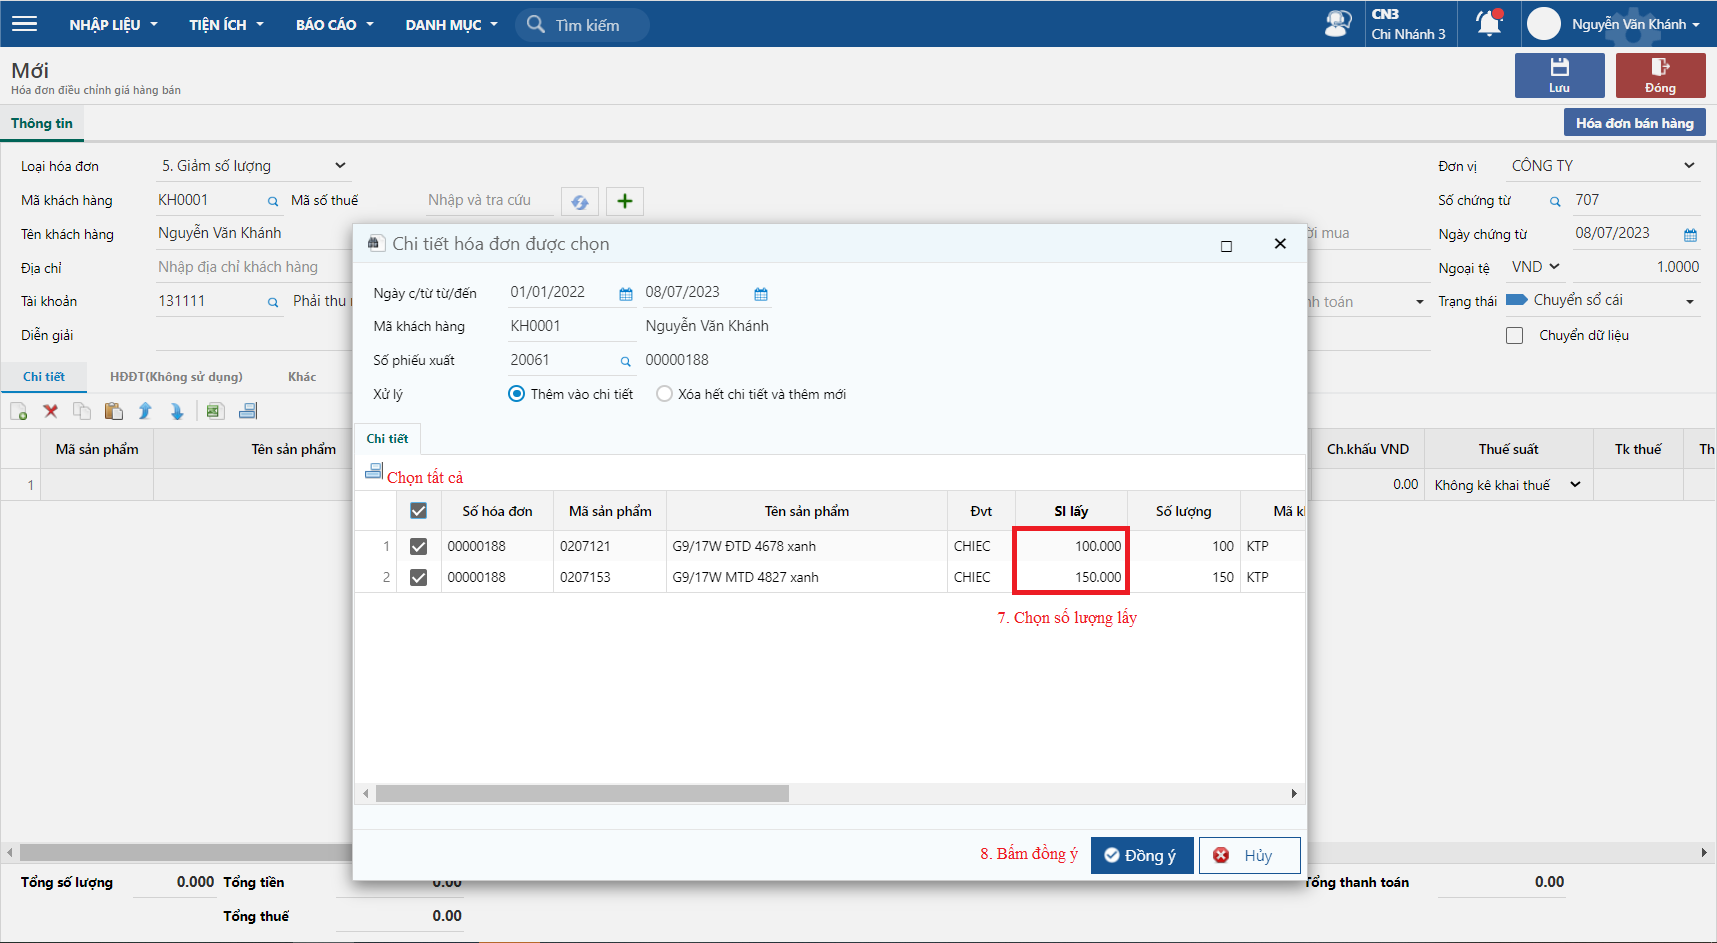 NHẬP LIỆU TIỆN ÍCH BÁO CÁO DANH MỤC Tìm kiếm CN3 Chi Nhánh 3 Nguyễn Văn Khánh
Mới
Hóa đơn điều chỉnh giá hàng bán
Lưu Đóng
Thông tin Hóa đơn bán hàng
Loại hóa đơn 5. Giảm số lượng Đơn vị CÔNG TY
Mã khách hàng KH0001 Mã số thuế Nhập và tra cứu Số chứng từ 707
Tên khách hàng Nguyễn Văn Khánh ời mua Ngày chứng từ 08/07/2023
Địa chỉ Nhập địa chỉ khách hàng Ngoại tệ VND 1.0000
Tài khoản 131111 Phải thu nh toán Trạng thái Chuyển sổ cái
Diễn giải Chuyển dữ liệu
Chi tiết HĐĐT(Không sử dụng) Khác
Mã sản phẩm Tên sản phẩm Ch.khấu VND Thuế suất Tk thuế Th
1 0.00 Không kê khai thuế
Chi tiết hóa đơn được chọn
Ngày c/từ từ/đến 01/01/2022 08/07/2023
Mã khách hàng KH0001 Nguyễn Văn Khánh
Số phiếu xuất 20061 00000188
Xử lý Thêm vào chi tiết Xóa hết chi tiết và thêm mới
Chi tiết
Chọn tất cả
Số hóa đơn Mã sản phẩm Tên sản phẩm Đvt Sl lấy Số lượng Mã k
1 00000188 0207121 G9/17W ĐTD 4678 xanh CHIEC 100.000 100 KTP
2 00000188 0207153 G9/17W MTD 4827 xanh CHIEC 150.000 150 KTP
7. Chọn số lượng lấy
8. Bấm đồng ý Đồng ý Hủy
Tổng số lượng 0.000 Tổng tiền 0.00 Tổng thanh toán 0.00
Tổng thuế 0.00